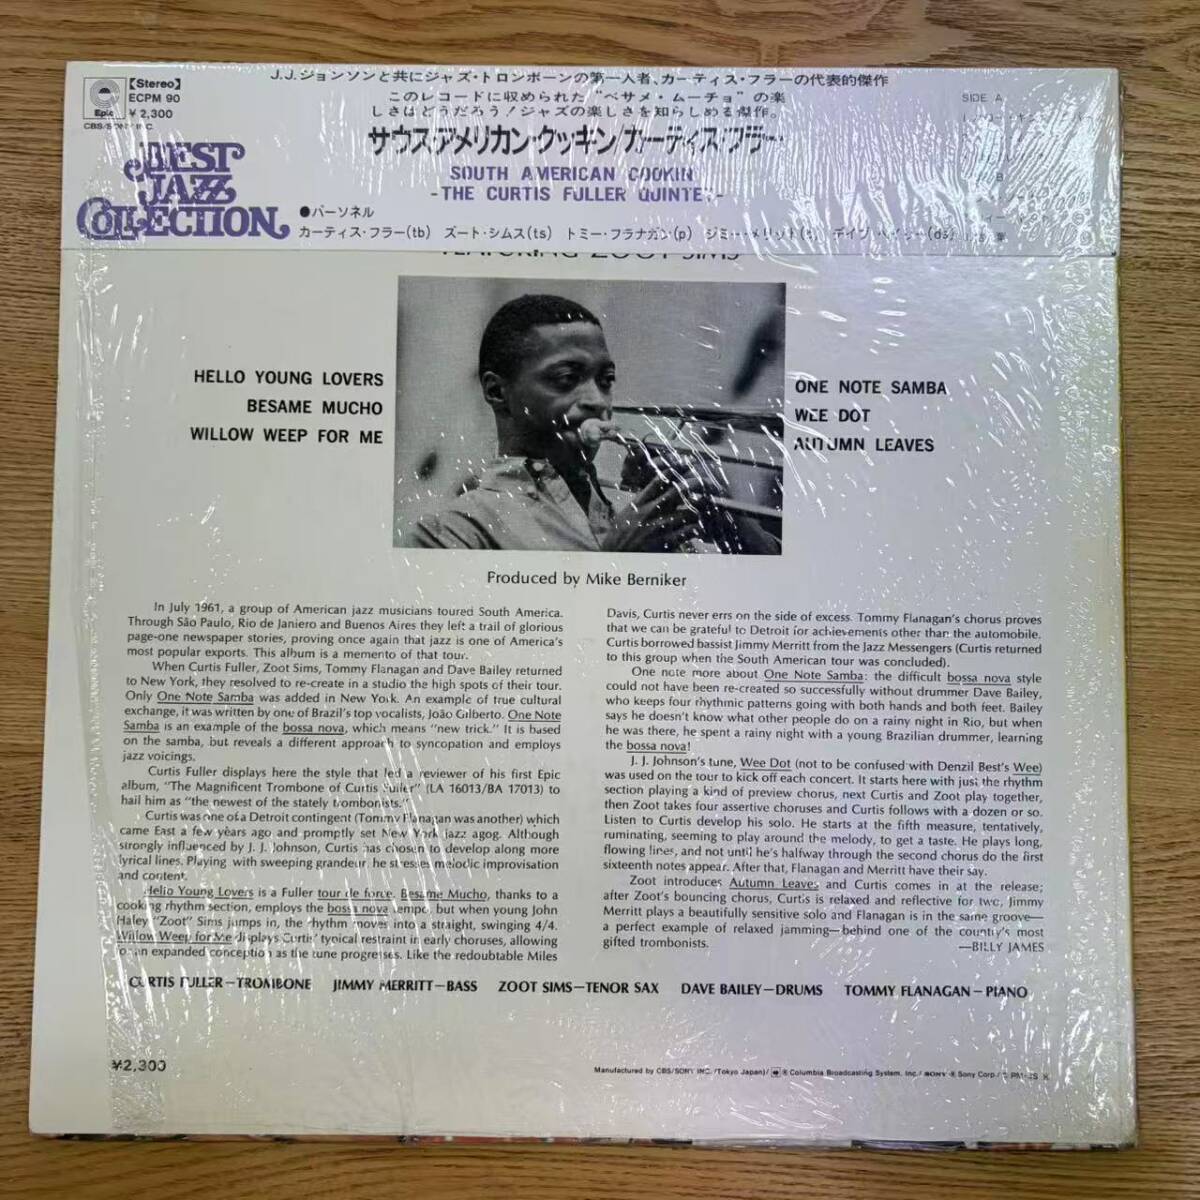 J.J.ジョンソンと共にジャズ・トロンボーンの第一人者、カーティス・フラーの代表的傑作
このレコードに収められた“ベサメ・ムーチョ”の楽
しさはどうだろう!ジャズの楽しさを知らしめる傑作。
【Stereo】
ECPM 90
¥2,300
Epic
CBS/SONY INC.
サウス・アメリカン・クッキン/カーティス・フラー
SOUTH AMERICAN COOKIN
-THE CURTIS FULLER QUINTET-
BEST
JAZZ
COLLECTION
●パーソネル
カーティス・フラー(tb) ズート・シムス(ts) トミー・フラナガン(p) ジミー・メリット(b) デイヴ・ベイリー(ds)
SIDE A
FEATURING ZOOT SIMS
HELLO YOUNG LOVERS
BESAME MUCHO
WILLOW WEEP FOR ME
ONE NOTE SAMBA
WEE DOT
AUTUMN LEAVES
Produced by Mike Berniker
In July 1961, a group of American jazz musicians toured South America.
Through São Paulo, Rio de Janiero and Buenos Aires they left a trail of glorious
page-one newspaper stories, proving once again that jazz is one of America's
most popular exports. This album is a memento of that tour.
When Curtis Fuller, Zoot Sims, Tommy Flanagan and Dave Bailey returned
to New York, they resolved to re-create in a studio the high spots of their tour.
Only One Note Samba was added in New York. An example of true cultural
exchange, it was written by one of Brazil's top vocalists, João Gilberto. One Note
Samba is an example of the bossa nova, which means "new trick." It is based
on the samba, but reveals a different approach to syncopation and employs
jazz voicings.
Curtis Fuller displays here the style that led a reviewer of his first Epic
album, "The Magnificent Trombone of Curtis Fuller" (LA 16013/BA 17013) to
hail him as "the newest of the stately trombonists."
Curtis was one of a Detroit contingent (Tommy Flanagan was another) which
came East a few years ago and promptly set New York jazz agog. Although
strongly influenced by J. J. Johnson, Curtis has chosen to develop along more
lyrical lines. Playing with sweeping grandeur he stresses melodic improvisation
and content.
Hello Young Lovers is a Fuller tour de force. Besame Mucho, thanks to a
cooking rhythm section, employs the bossa nova tempo, but when young John
Haley "Zoot" Sims jumps in, the rhythm moves into a straight, swinging 4/4.
Willow Weep for Me displays Curtis' typical restraint in early choruses, allowing
for an expanded conception as the tune progresses. Like the redoubtable Miles
Davis, Curtis never errs on the side of excess. Tommy Flanagan's chorus proves
that we can be grateful to Detroit for achievements other than the automobile.
Curtis borrowed bassist Jimmy Merritt from the Jazz Messengers (Curtis returned
to this group when the South American tour was concluded).
One note more about One Note Samba: the difficult bossa nova style
could not have been re-created so successfully without drummer Dave Bailey,
who keeps four rhythmic patterns going with both hands and both feet. Bailey
says he doesn't know what other people do on a rainy night in Rio, but when
he was there, he spent a rainy night with a young Brazilian drummer, learning
the bossa nova!
J. J. Johnson's tune, Wee Dot (not to be confused with Denzil Best's Wee)
was used on the tour to kick off each concert. It starts here with just the rhythm
section playing a kind of preview chorus, next Curtis and Zoot play together,
then Zoot takes four assertive choruses and Curtis follows with a dozen or so.
Listen to Curtis develop his solo. He starts at the fifth measure, tentatively,
ruminating, seeming to play around the melody, to get a taste. He plays long,
flowing lines, and not until he's halfway through the second chorus do the first
sixteenth notes appear. After that, Flanagan and Merritt have their say.
Zoot introduces Autumn Leaves and Curtis comes in at the release;
after Zoot's bouncing chorus, Curtis is relaxed and reflective for two, Jimmy
Merritt plays a beautifully sensitive solo and Flanagan is in the same groove—
a perfect example of relaxed jamming—behind one of the country's most
gifted trombonists.
—BILLY JAMES
CURTIS FULLER—TROMBONE JIMMY MERRITT—BASS ZOOT SIMS—TENOR SAX DAVE BAILEY—DRUMS TOMMY FLANAGAN—PIANO
¥2,300
Manufactured by CBS/SONY INC. /Tokyo Japan)/ ® Columbia Broadcasting System, Inc./ SONY ® Sony Corp./